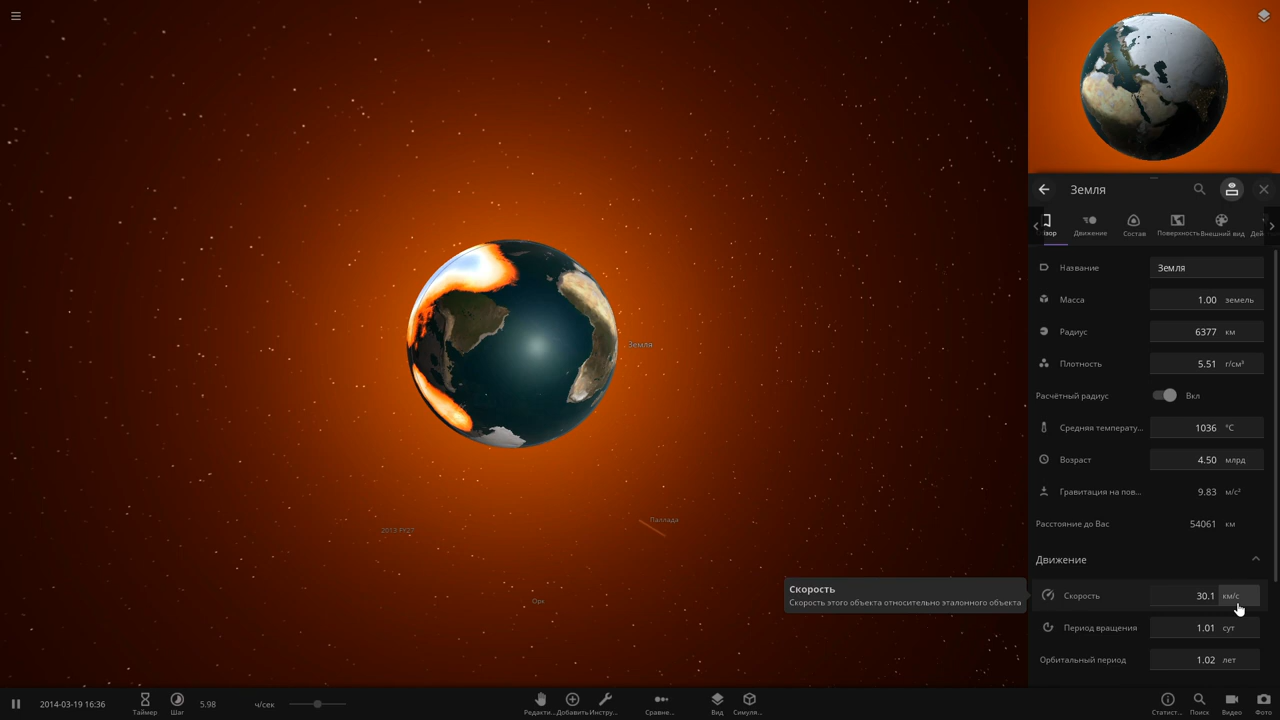 Земля
зор
Движение
Состав
Поверхность
Внешний вид
Дей
Название
Земля
Масса
1.00 земель
Радиус
6377 км
Плотность
5.51 г/см³
Расчётный радиус
Вкл
Средняя температу...
1036 °C
Возраст
4.50 млрд
Гравитация на пов...
9.83 м/с²
Расстояние до Вас
54061 км
Движение
Скорость
30.1 км/с
Период вращения
1.01 сут
Орбитальный период
1.02 лет
Скорость
Скорость этого объекта относительно эталонного объекта
Земля
2013 FY27
Паллада
Орк
2014-03-19 16:36
Таймер
Шаг
5.98
ч/сек
Редакти...
Добавить
Инстру...
Сравне...
Вид
Симуля...
Статист...
Поиск
Видео
Фото